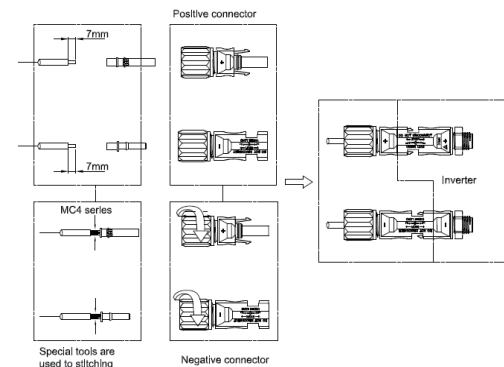 Positive connector
7mm
7mm
MC4 series
Inverter
Special tools are
used to stitching
Negative connector